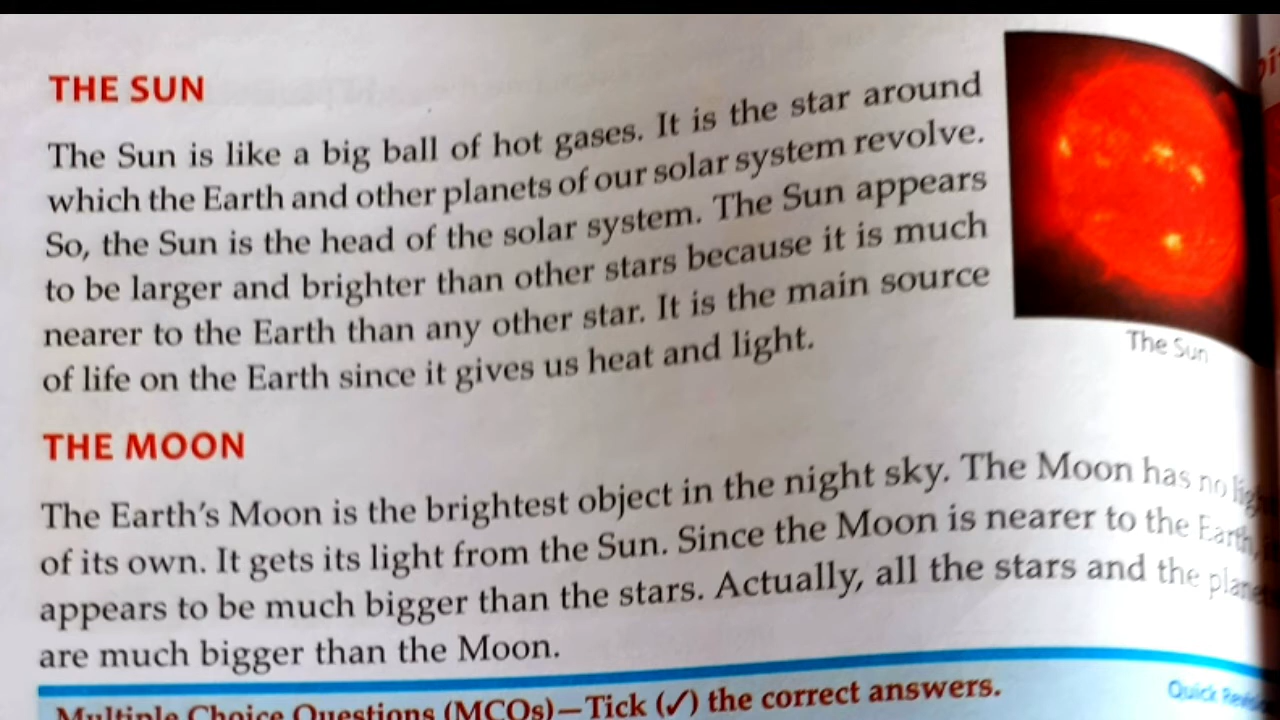 THE SUN
The Sun is like a big ball of hot gases. It is the star around
which the Earth and other planets of our solar system revolve.
So, the Sun is the head of the solar system. The Sun appears
to be larger and brighter than other stars because it is much
nearer to the Earth than any other star. It is the main source
of life on the Earth since it gives us heat and light.
The Sun
THE MOON
The Earth's Moon is the brightest object in the night sky. The Moon has no
of its own. It gets its light from the Sun. Since the Moon is nearer to the Earth,
appears to be much bigger than the stars. Actually, all the stars and the
are much bigger than the Moon.
Multiple Choice Questions (MCQs)—Tick (✓) the correct answers.
Quick